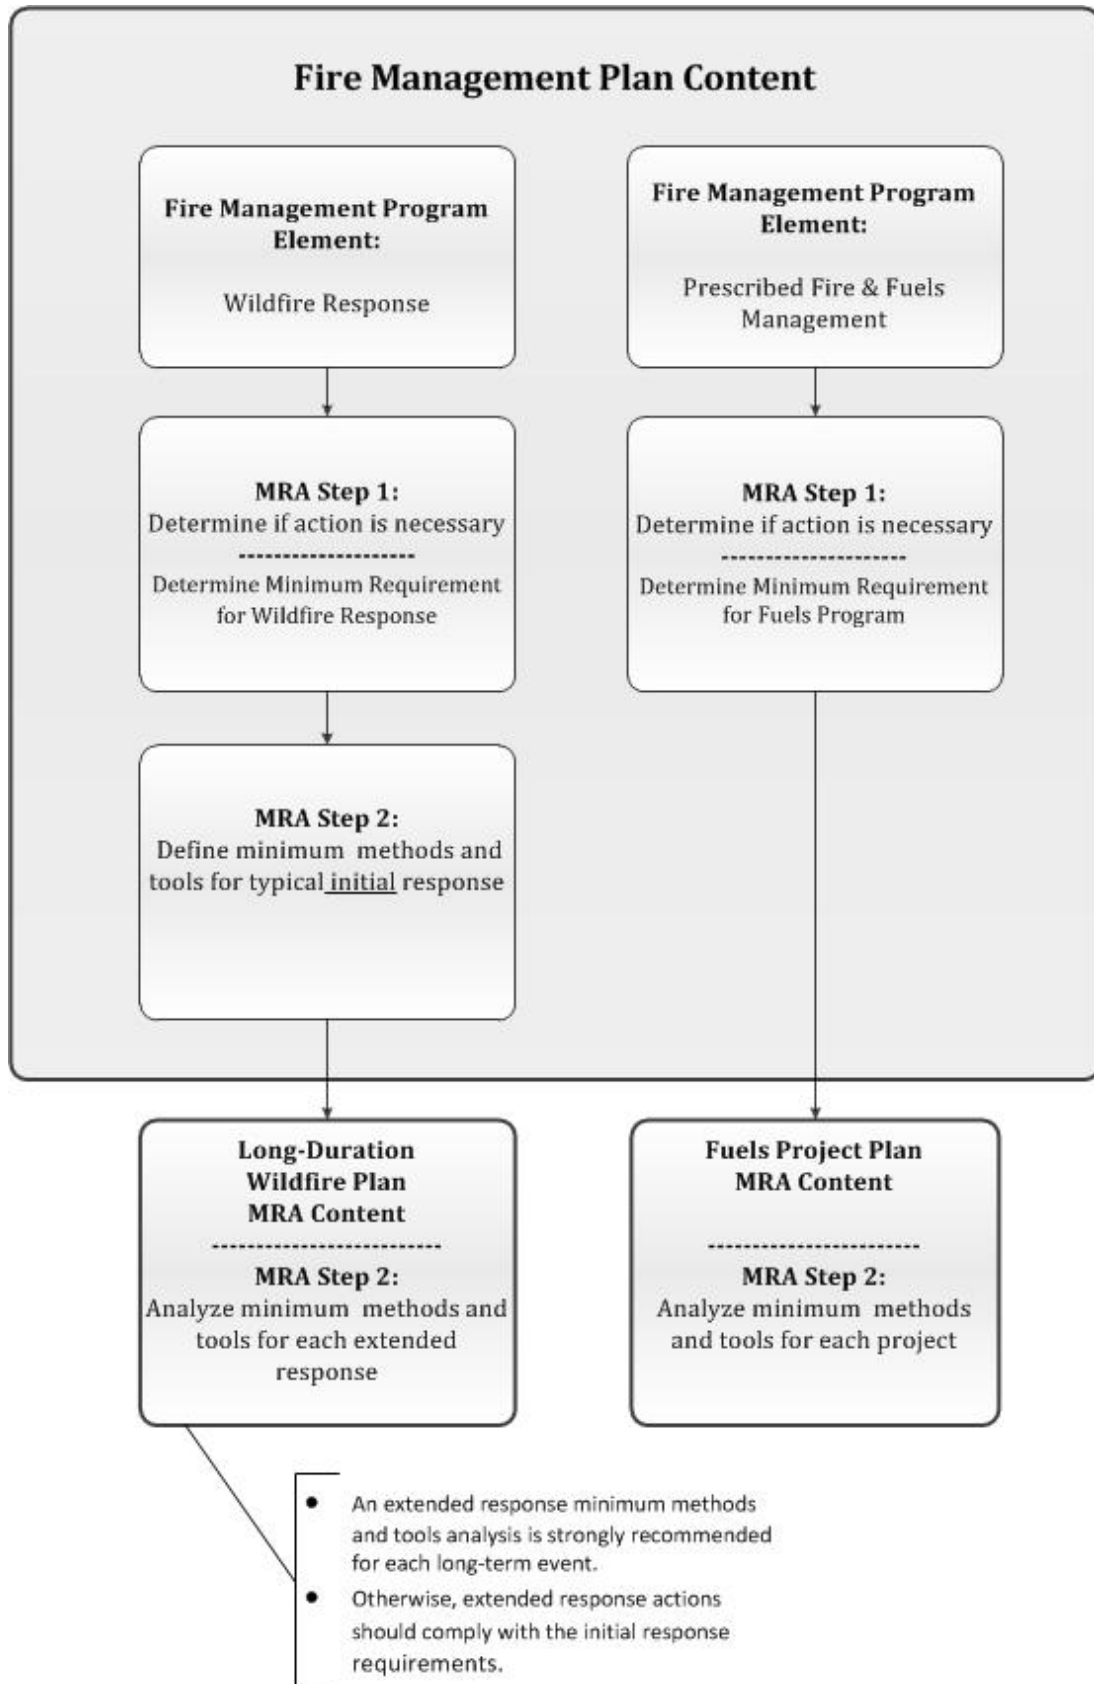 Fire Management Plan Content
Fire Management Program
Element:
Wildfire Response
Fire Management Program
Element:
Prescribed Fire & Fuels
Management
MRA Step 1:
Determine if action is necessary
--------------------
Determine Minimum Requirement
for Wildfire Response
MRA Step 1:
Determine if action is necessary
---------------------
Determine Minimum Requirement
for Fuels Program
MRA Step 2:
Define minimum methods and
tools for typical initial response
Long-Duration
Wildfire Plan
MRA Content
--------------------------
MRA Step 2:
Analyze minimum methods and
tools for each extended
response
Fuels Project Plan
MRA Content
------------------------
MRA Step 2:
Analyze minimum methods
and tools for each project
● An extended response minimum methods
and tools analysis is strongly recommended
for each long-term event.
● Otherwise, extended response actions
should comply with the initial response
requirements.